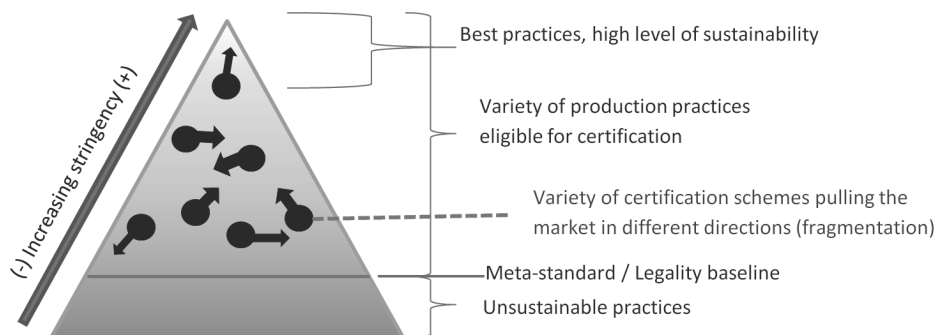 (-) Increasing stringency (+)
Best practices, high level of sustainability
Variety of production practices
eligible for certification
Variety of certification schemes pulling the
market in different directions (fragmentation)
Meta-standard / Legality baseline
Unsustainable practices